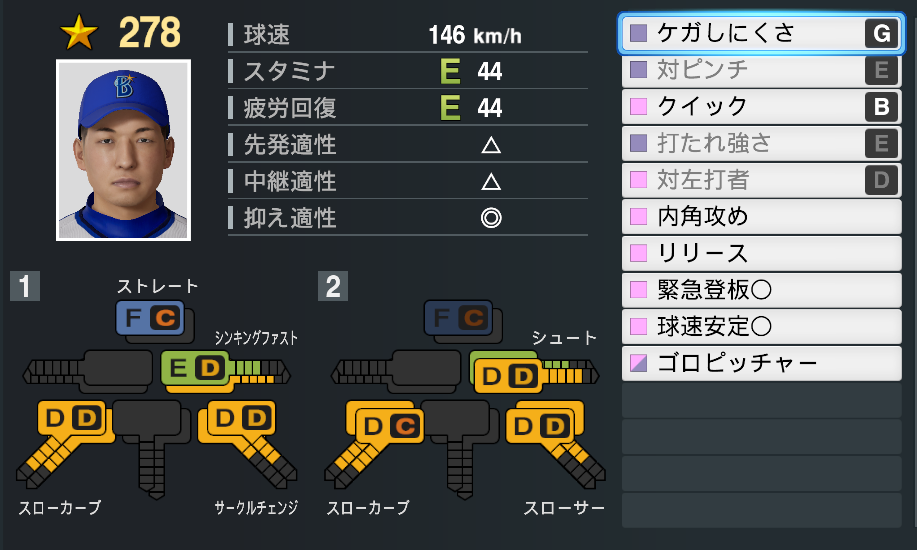 278
球速 146 km/h
スタミナ E 44
疲労回復 E 44
先発適性 △
中継適性 △
抑え適性 ◎
B
ケガしにくさ G
対ピンチ E
クイック B
打たれ強さ E
対左打者 D
内角攻め
リリース
緊急登板○
球速安定○
ゴロピッチャー
1
ストレート
F C
シンキングファスト
E D
D D
D D
スローカーブ
サークルチェンジ
2
F C
シュート
D D
D C
D D
スローカーブ
スローサー